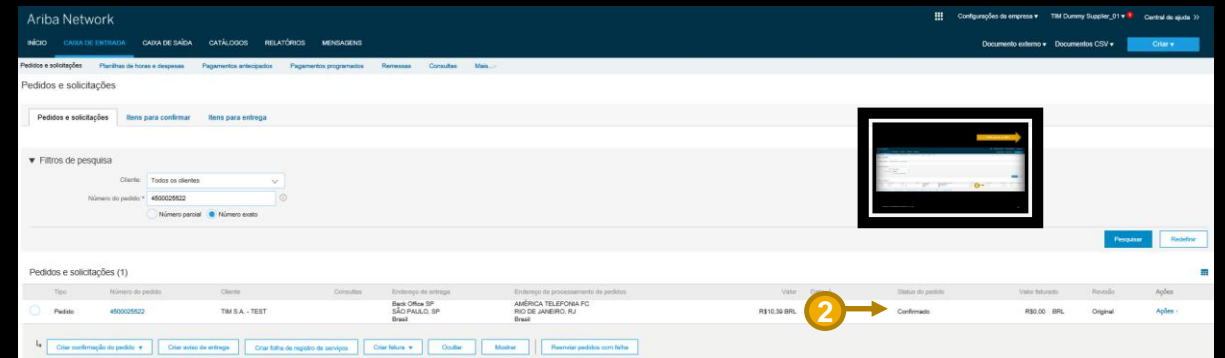 Ariba Network
Configurações da empresa ▾ TIM Dummy Supplier_01 ▾ Central de ajuda >>
INÍCIO CAIXA DE ENTRADA CAIXA DE SAÍDA CATÁLOGOS RELATÓRIOS MENSAGENS
Documento externo ▾ Documentos CSV ▾ Criar ▾
Pedidos e solicitações Planilhas de horas e despesas Pagamentos antecipados Pagamentos programados Remessas Consultas Mais...
Pedidos e solicitações
Pedidos e solicitações Itens para confirmar Itens para entrega
▼ Filtros de pesquisa
Cliente: Todos os clientes
Número do pedido * 4500025522
Número parcial Número exato
Pesquisar Redefinir
Pedidos e solicitações (1)
Tipo Número do pedido Cliente Consultas Endereço de entrega Endereço de processamento de pedidos Valor Status do pedido Valor faturado Revisão Ações
Pedido 4500025522 TIM S.A. - TEST Back Office SP AMÉRICA TELEFONIA FC R$10,39 BRL 2 Confirmado R$0,00 BRL Original Ações
SÃO PAULO, SP RIO DE JANEIRO, RJ
Brasil Brasil
Criar confirmação do pedido ▾ Criar aviso de entrega Criar folha de registro de serviços Criar fatura ▾ Ocultar Mostrar Reenviar pedidos com falha